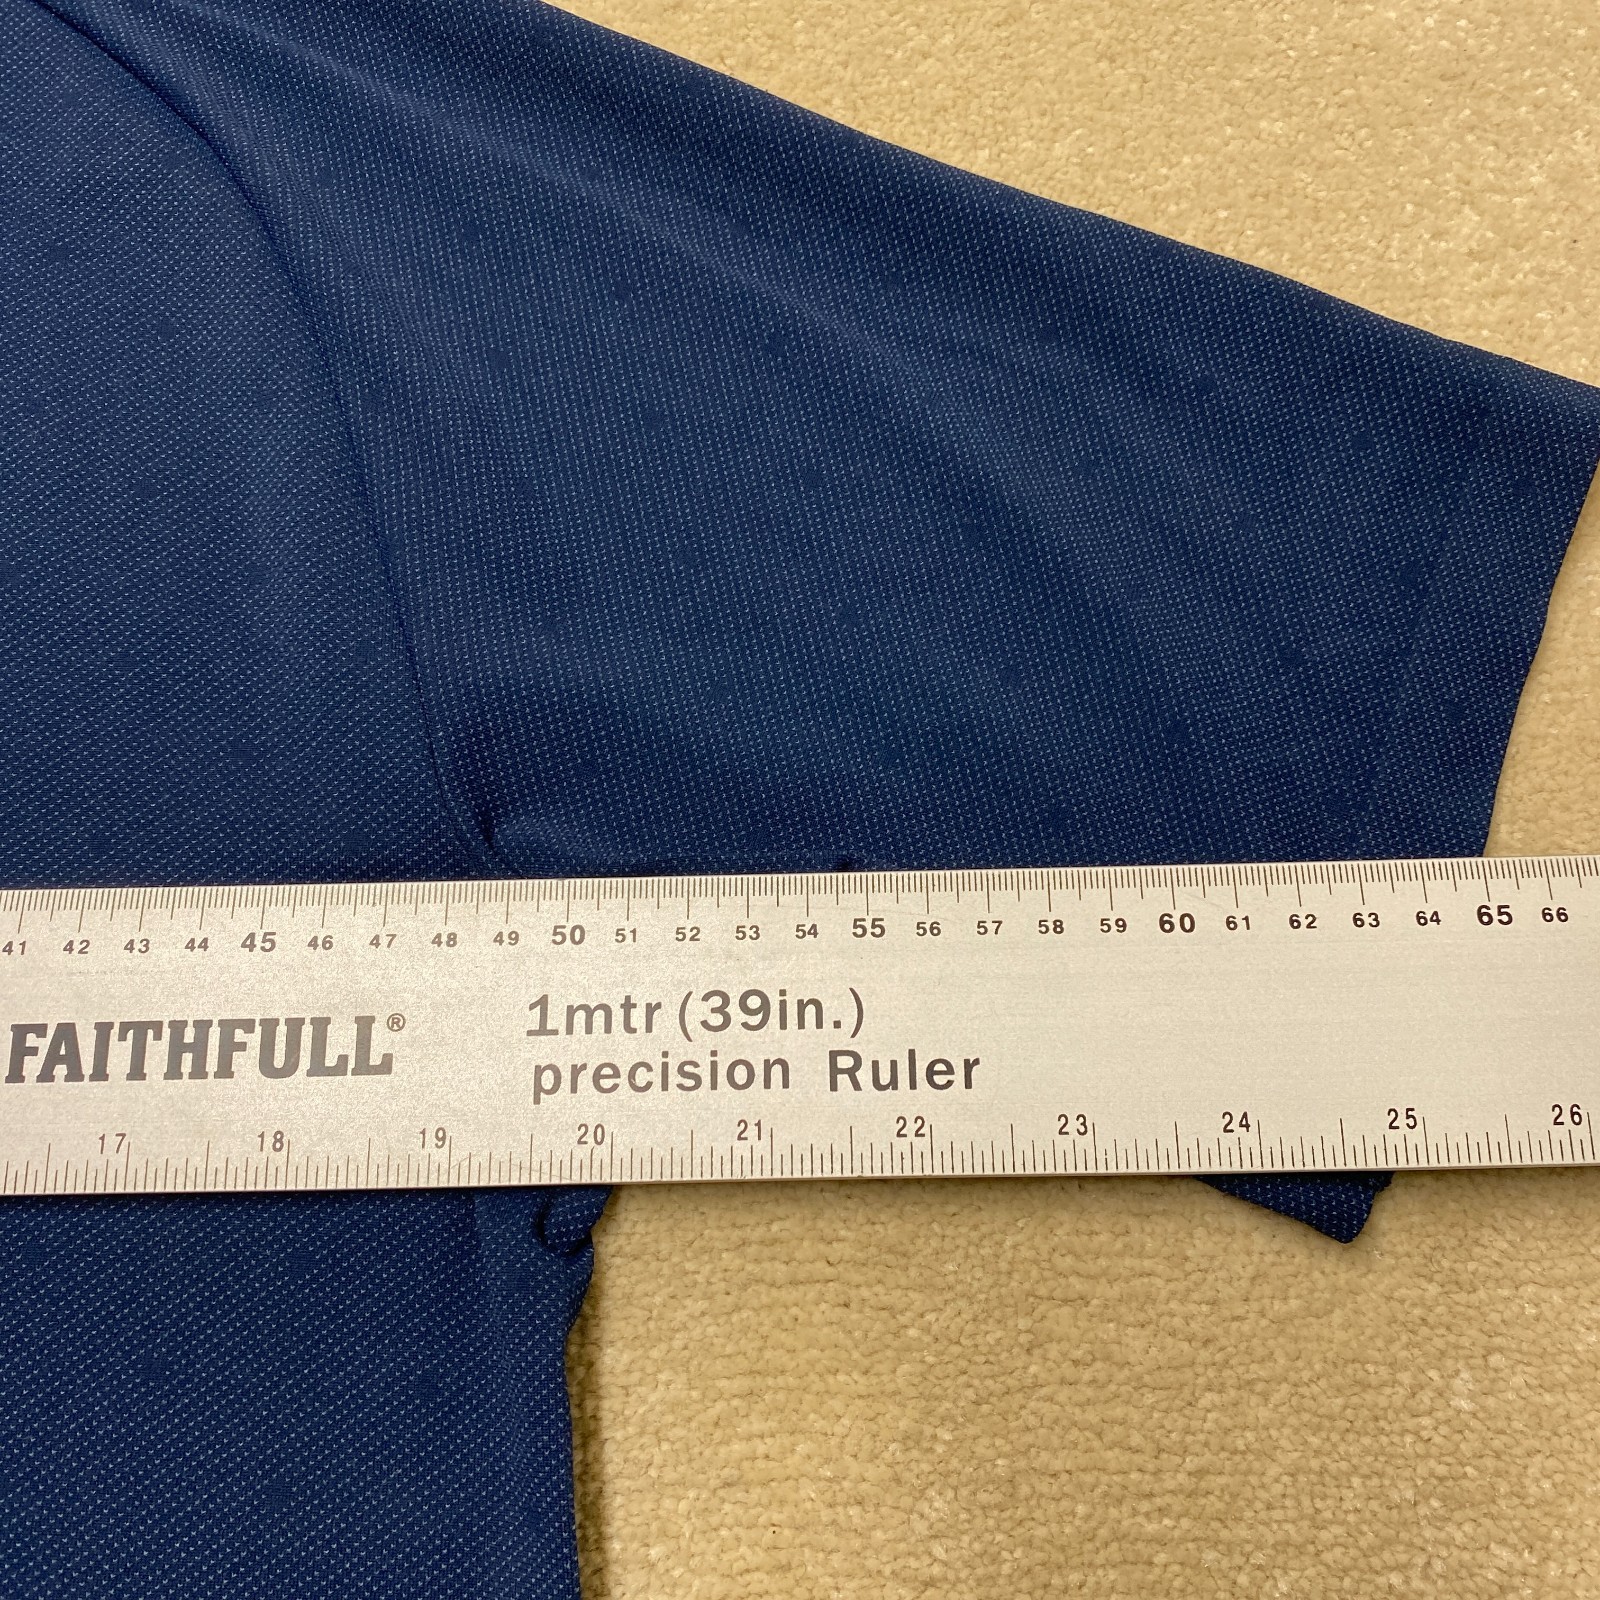 41 42 43 44 45 46 47 48 49 50 51 52 53 54 55 56 57 58 59 60 61 62 63 64 65 66
FAITHFULL®
1mtr (39in.)
precision Ruler
17 18 19 20 21 22 23 24 25 26